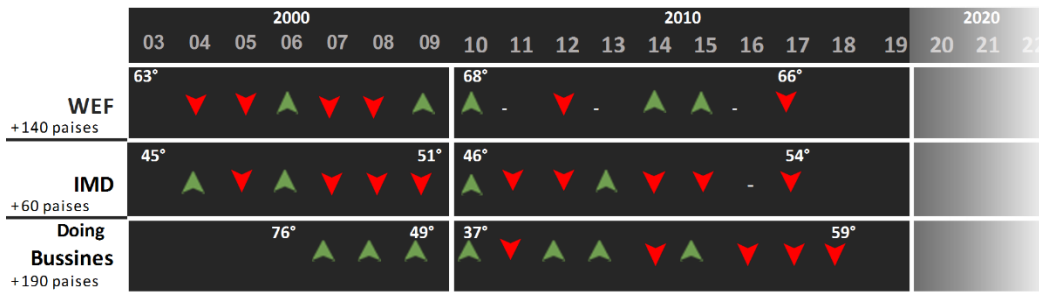 2000 2010 2020
03 04 05 06 07 08 09 10 11 12 13 14 15 16 17 18 19 20 21 22
63° 68° 66°
WEF - - -
+140 paises
45° 51° 46° 54°
IMD -
+60 paises
Doing 76° 49° 37° 59°
Bussines
+190 paises